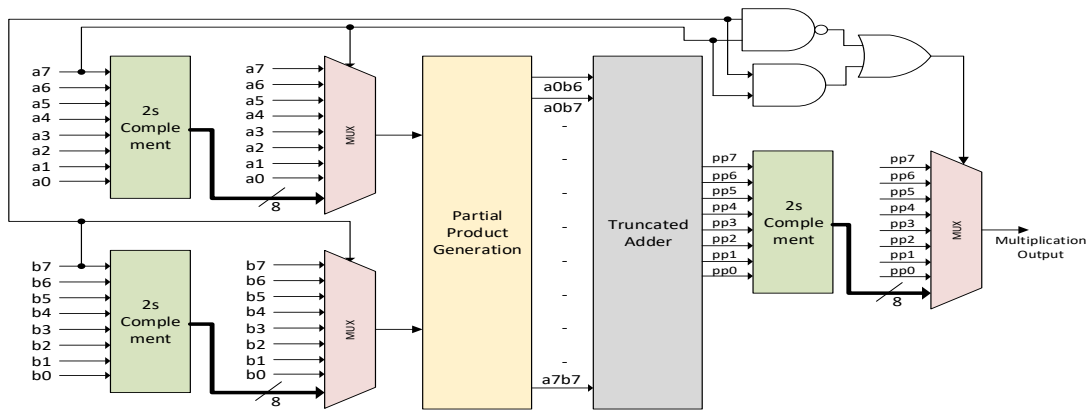 a7
a6
a5
a4
a3
a2
a1
a0
2s
Comple
ment
a7
a6
a5
a4
a3
a2
a1
a0
8
MUX
b7
b6
b5
b4
b3
b2
b1
b0
2s
Comple
ment
b7
b6
b5
b4
b3
b2
b1
b0
8
MUX
Partial
Product
Generation
a0b6
a0b7
-
-
-
-
-
-
-
-
a7b7
Truncated
Adder
pp7
pp6
pp5
pp4
pp3
pp2
pp1
pp0
2s
Comple
ment
pp7
pp6
pp5
pp4
pp3
pp2
pp1
pp0
8
MUX
Multiplication
Output